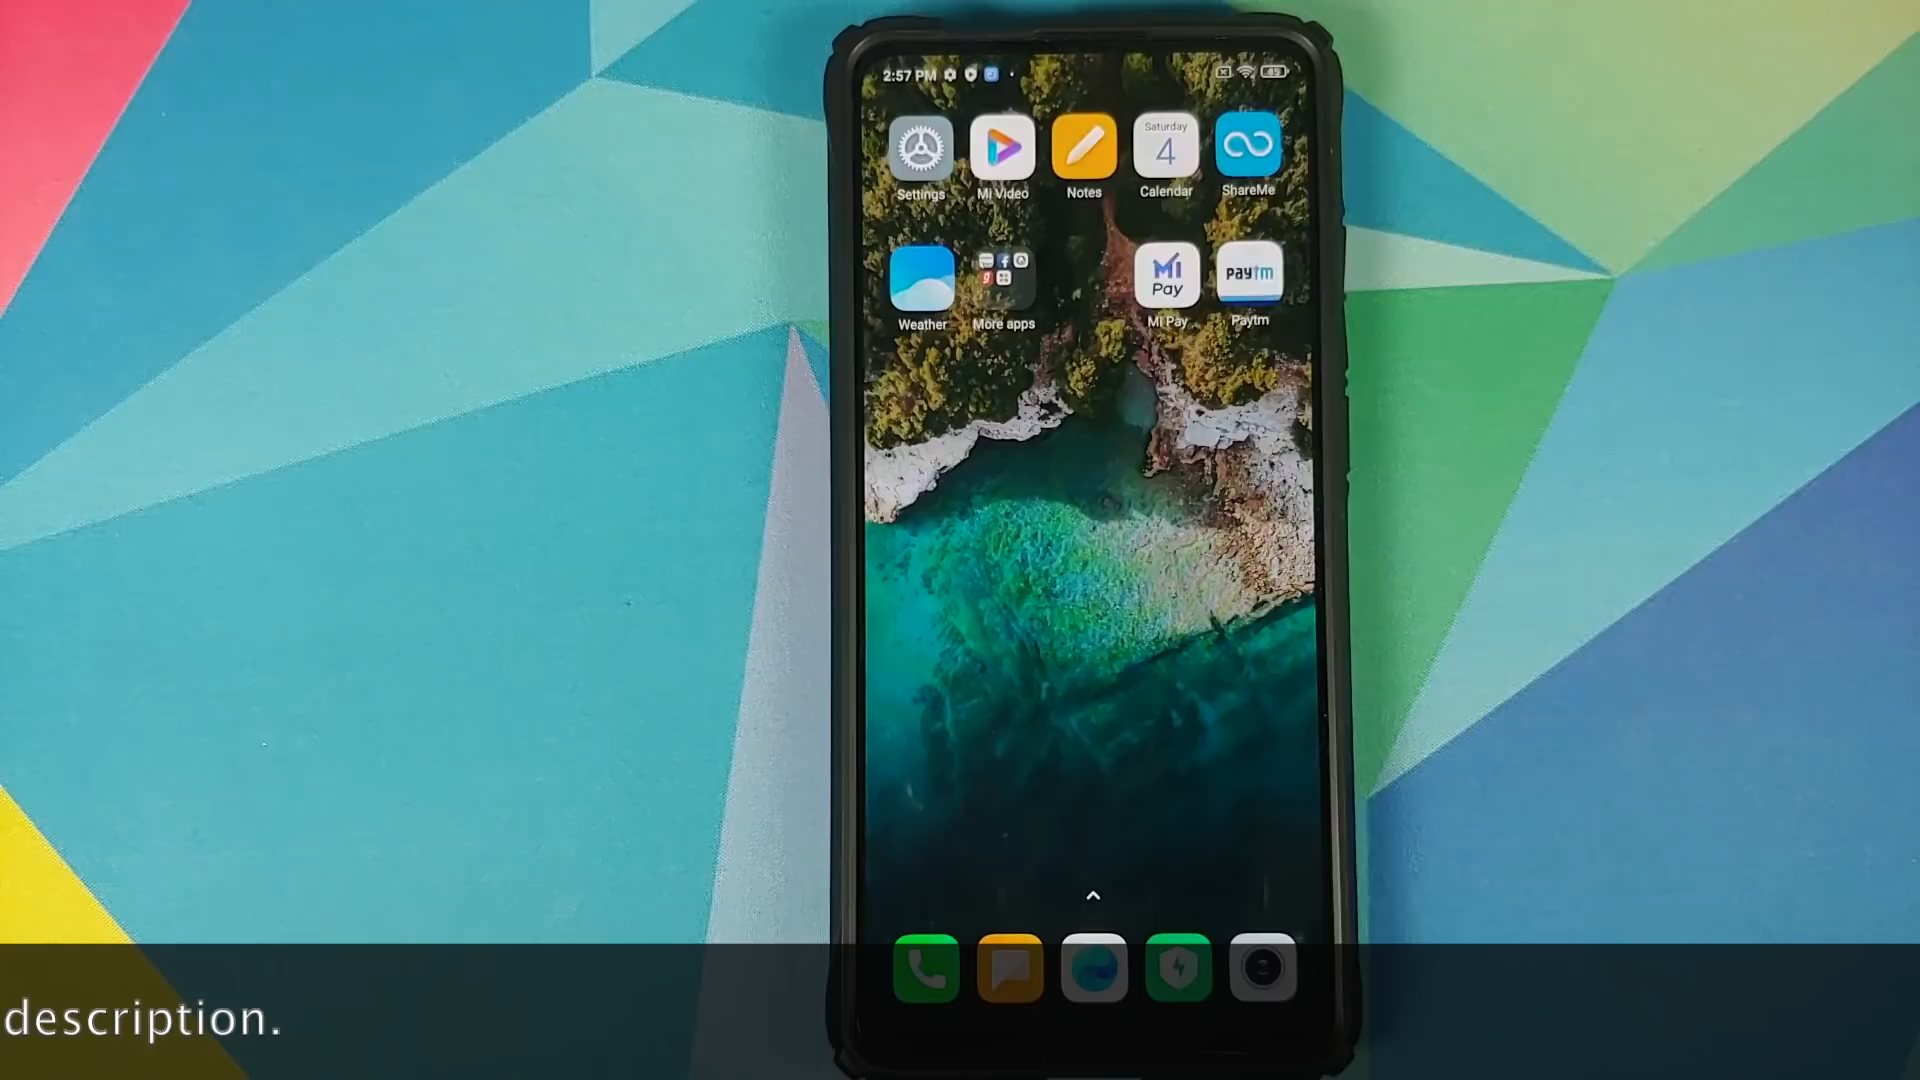 2:57 PM
85
Settings
Mi Video
Notes
Saturday
4
Calendar
ShareMe
Weather
More apps
MI
Pay
Mi Pay
paytm
Paytm
description.